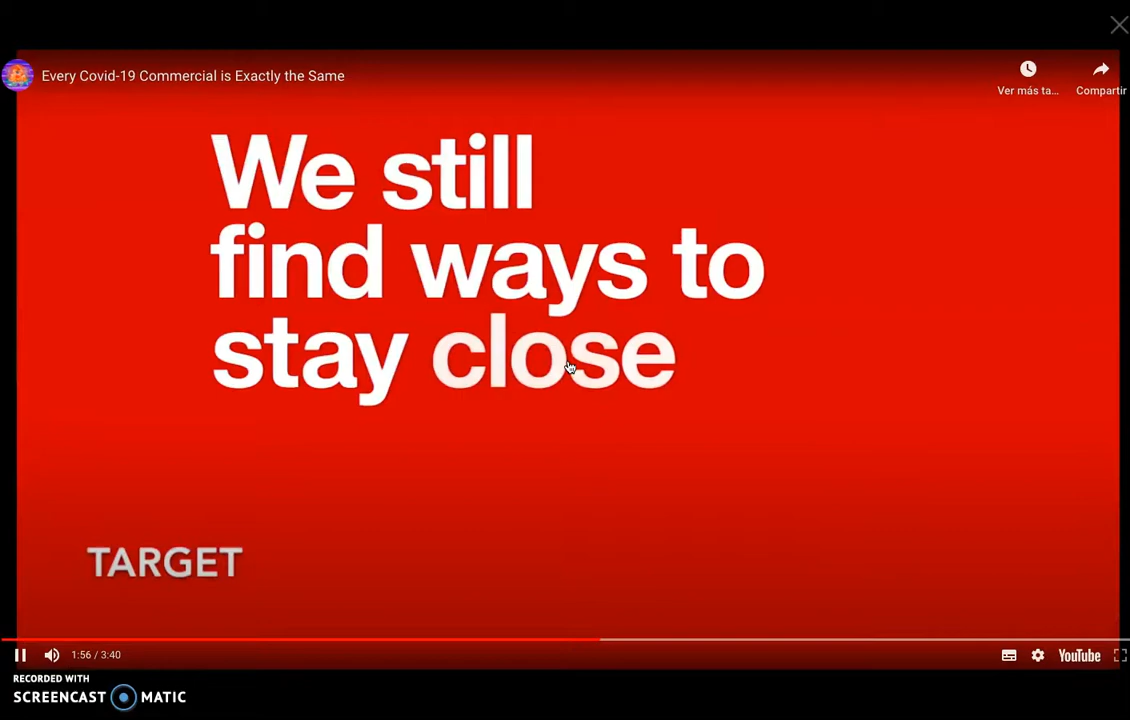 Every Covid-19 Commercial is Exactly the Same
Ver más ta...
Compartir
We still
find ways to
stay close
TARGET
1:56 / 3:40
YouTube
RECORDED WITH
SCREENCAST MATIC